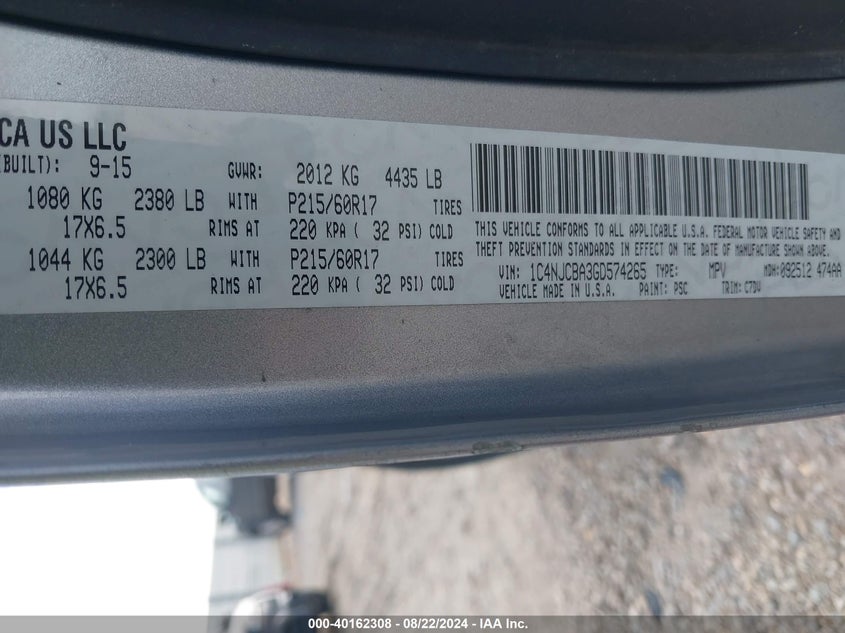 CA US LLC
(BUILT): 9-15 GVWR: 2012 KG 4435 LB
1080 KG 2380 LB WITH P215/60R17 TIRES
17X6.5 RIMS AT 220 KPA ( 32 PSI) COLD
1044 KG 2300 LB WITH P215/60R17 TIRES
17X6.5 RIMS AT 220 KPA ( 32 PSI) COLD
THIS VEHICLE CONFORMS TO ALL APPLICABLE U.S.A. FEDERAL MOTOR VEHICLE SAFETY AND
THEFT PREVENTION STANDARDS IN EFFECT ON THE DATE OF MANUFACTURE SHOWN ABOVE.
VIN: 1C4NJCBA3GD574265 TYPE: MPV MDH:092512 474AA
VEHICLE MADE IN U.S.A. PAINT: PSC TRIM: C7DV
000-40162308 - 08/22/2024 - IAA Inc.